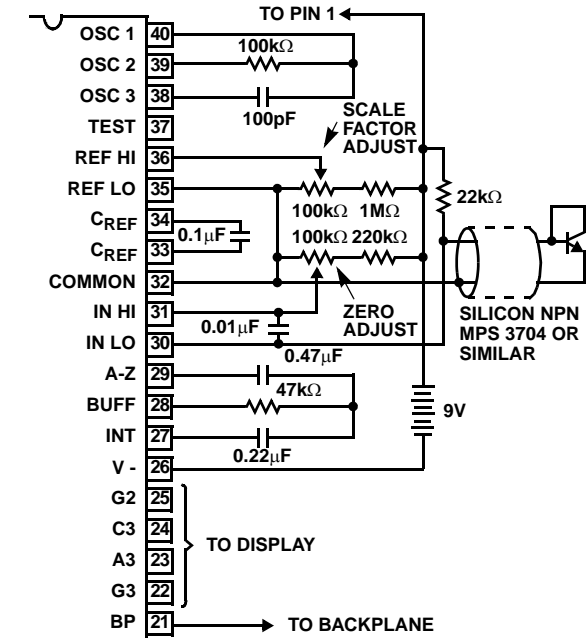 TO PIN 1
OSC 1 40
100kΩ
OSC 2 39
OSC 3 38
100pF
TEST 37
SCALE
FACTOR
ADJUST
REF HI 36
REF LO 35
22kΩ
100kΩ 1MΩ
CREF 34
0.1µF
100kΩ 220kΩ
CREF 33
COMMON 32
IN HI 31
ZERO
ADJUST
0.01µF
SILICON NPN
MPS 3704 OR
SIMILAR
IN LO 30
0.47µF
A-Z 29
47kΩ
BUFF 28
9V
INT 27
0.22µF
V - 26
G2 25
C3 24
TO DISPLAY
A3 23
G3 22
BP 21
TO BACKPLANE